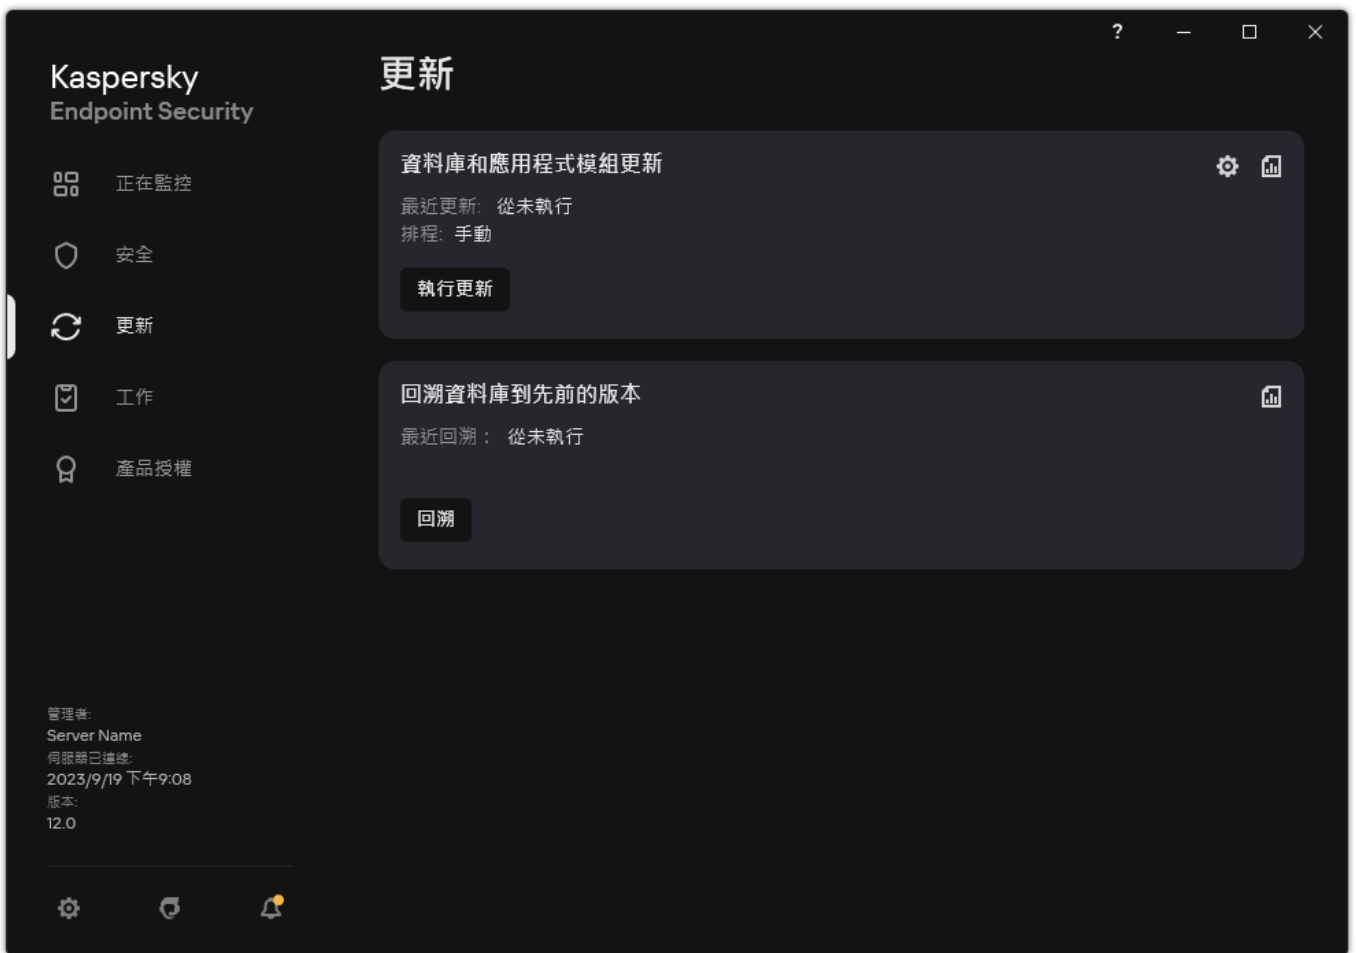 ?
Kaspersky
Endpoint Security
正在監控
安全
更新
工作
產品授權
管理者:
Server Name
伺服器已連線:
2023/9/19 下午9:08
版本:
12.0
更新
資料庫和應用程式模組更新
最近更新: 從未執行
排程: 手動
執行更新
回溯資料庫到先前的版本
最近回溯： 從未執行
回溯